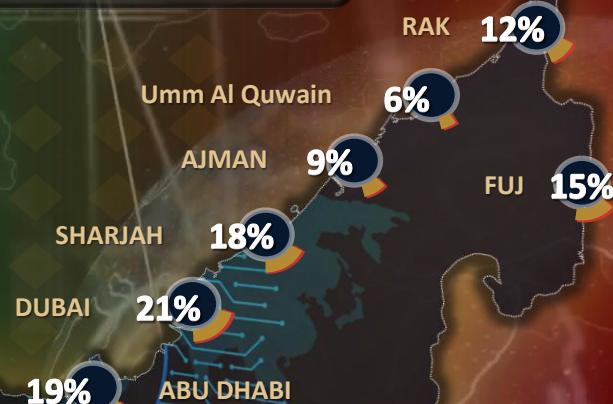 RAK 12%
Umm Al Quwain 6%
AJMAN 9%
FUJ 15%
SHARJAH 18%
DUBAI 21%
19% ABU DHABI